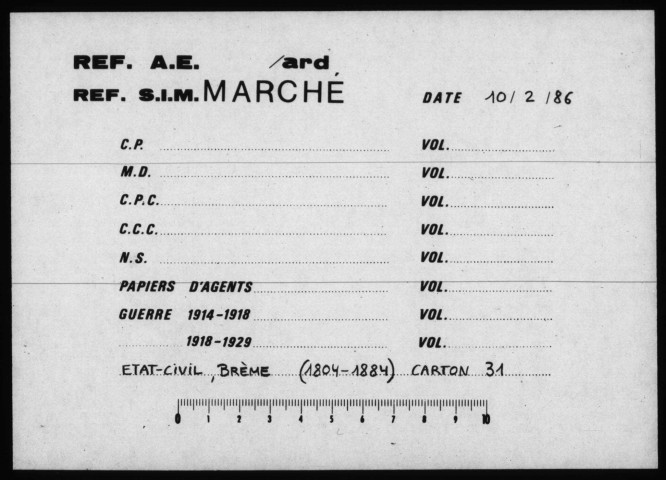 REF. A.E. /ard
REF. S.I.M. MARCHÉ DATE 10/2/86
C.P. VOL.
M.D. VOL.
C.P.C. VOL.
C.C.C. VOL.
N.S. VOL.
PAPIERS D'AGENTS VOL.
GUERRE 1914-1918 VOL.
1918-1929 VOL.
ETAT-CIVIL, BRÈME (1804-1884) CARTON 31
0 1 2 3 4 5 6 7 8 9 10